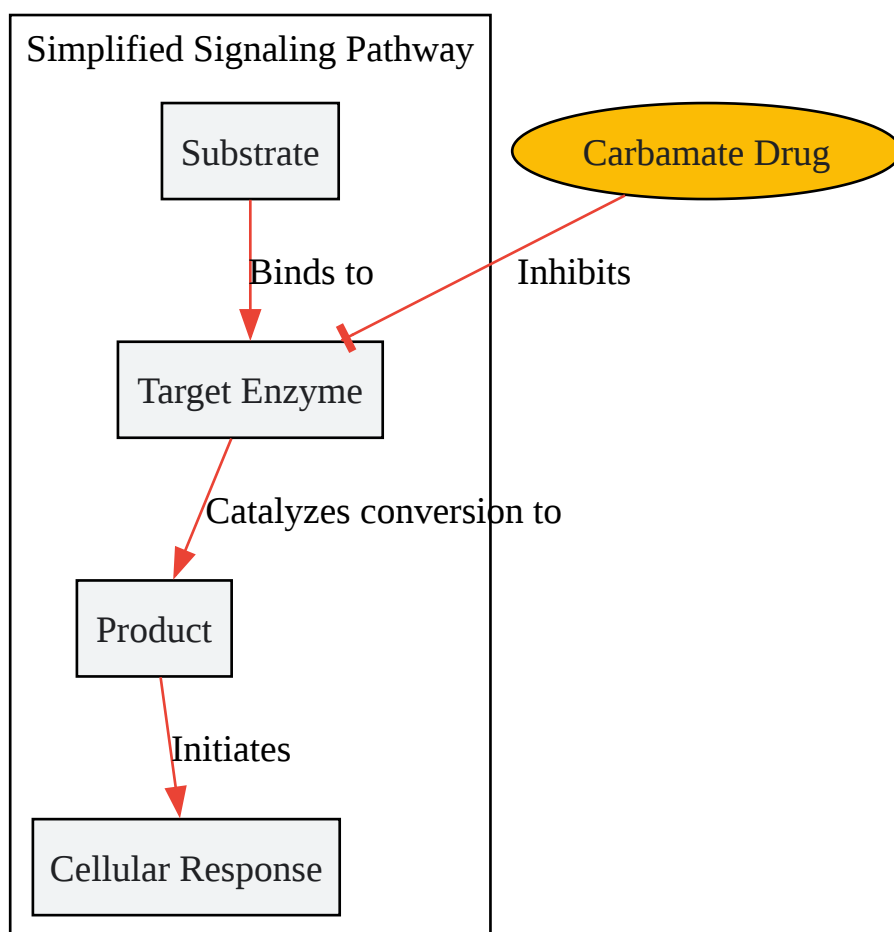 Simplified Signaling Pathway
Substrate
Carbamate Drug
Binds to
Inhibits
Target Enzyme
Catalyzes conversion to
Product
Initiates
Cellular Response